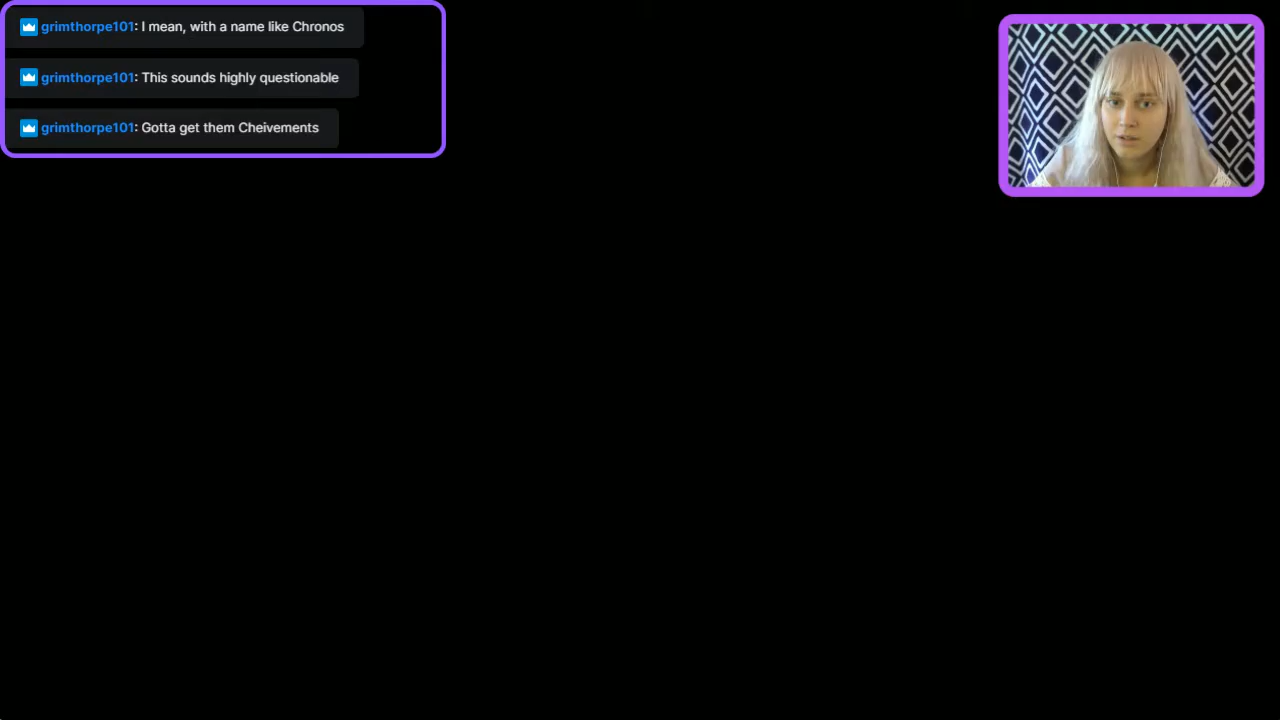 grimthorpe101: I mean, with a name like Chronos
grimthorpe101: This sounds highly questionable
grimthorpe101: Gotta get them Cheivements